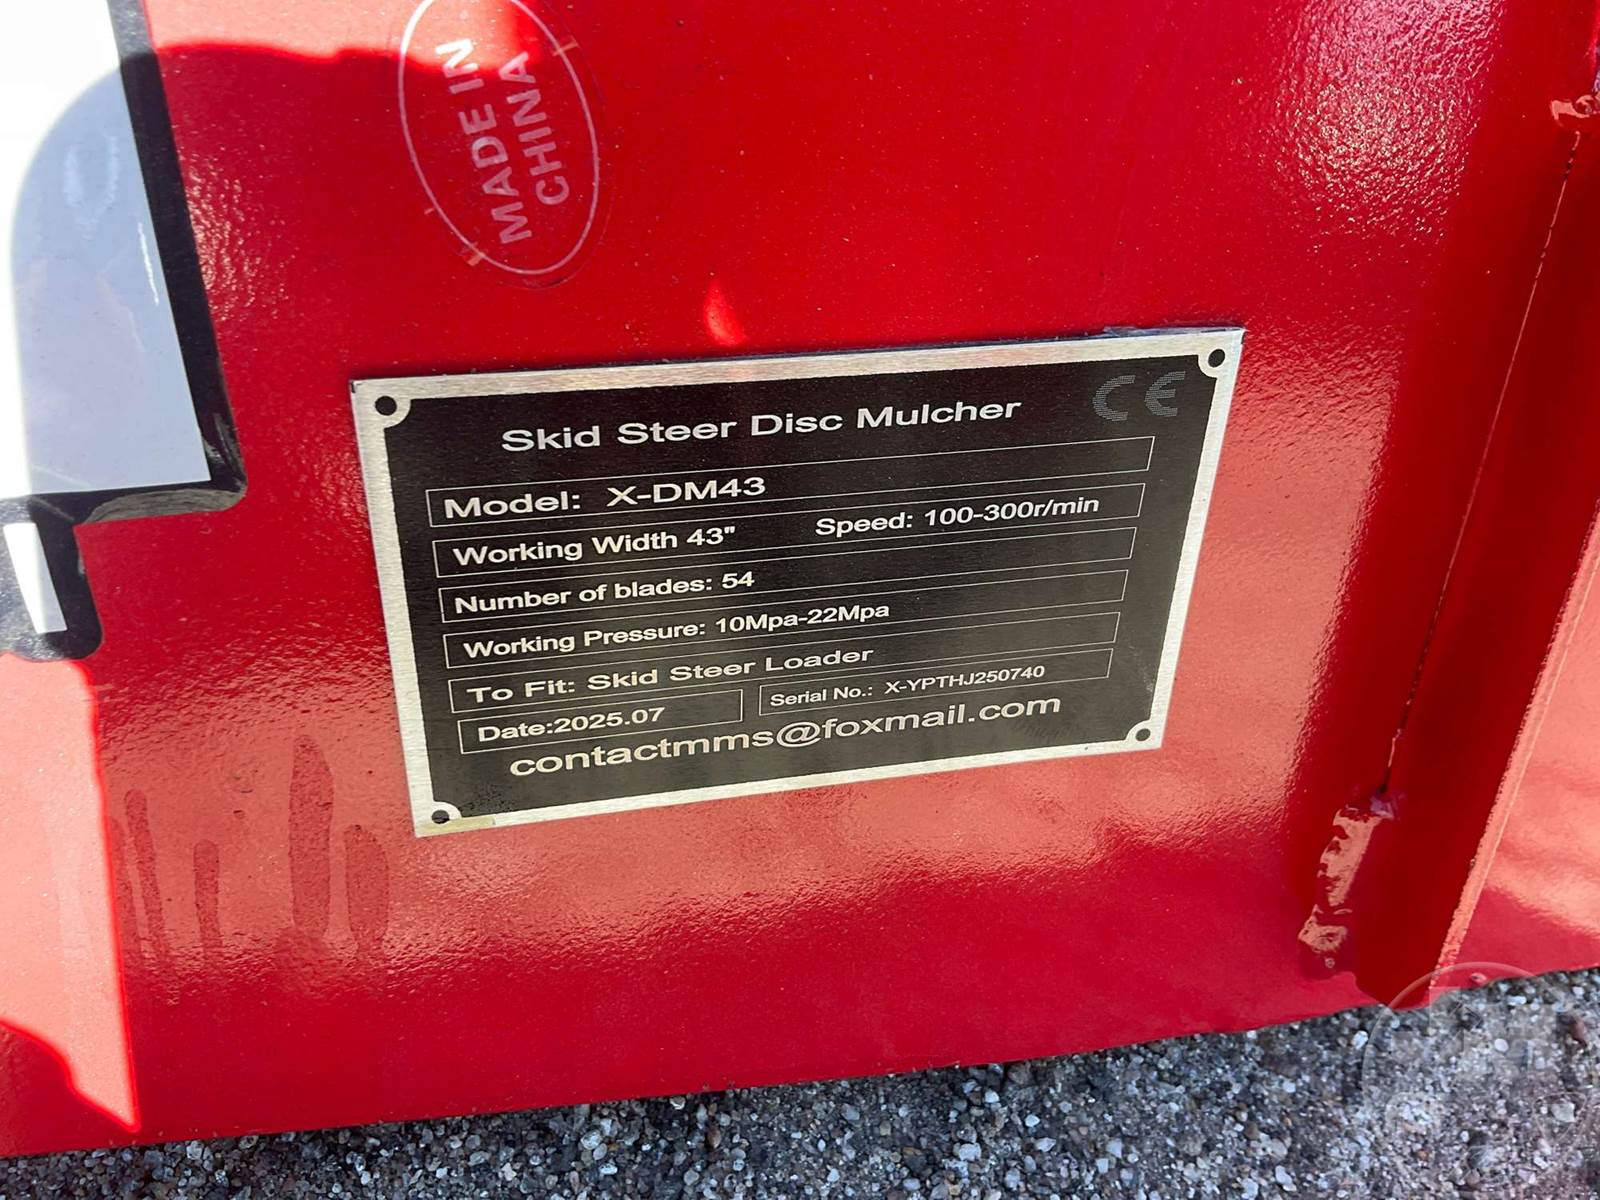 MADE IN
CHINA
CE
Skid Steer Disc Mulcher
Model: X-DM43
Working Width 43" Speed: 100-300r/min
Number of blades: 54
Working Pressure: 10Mpa-22Mpa
To Fit: Skid Steer Loader
Date:2025.07 Serial No.: X-YPTHJ250740
contactmms@foxmail.com